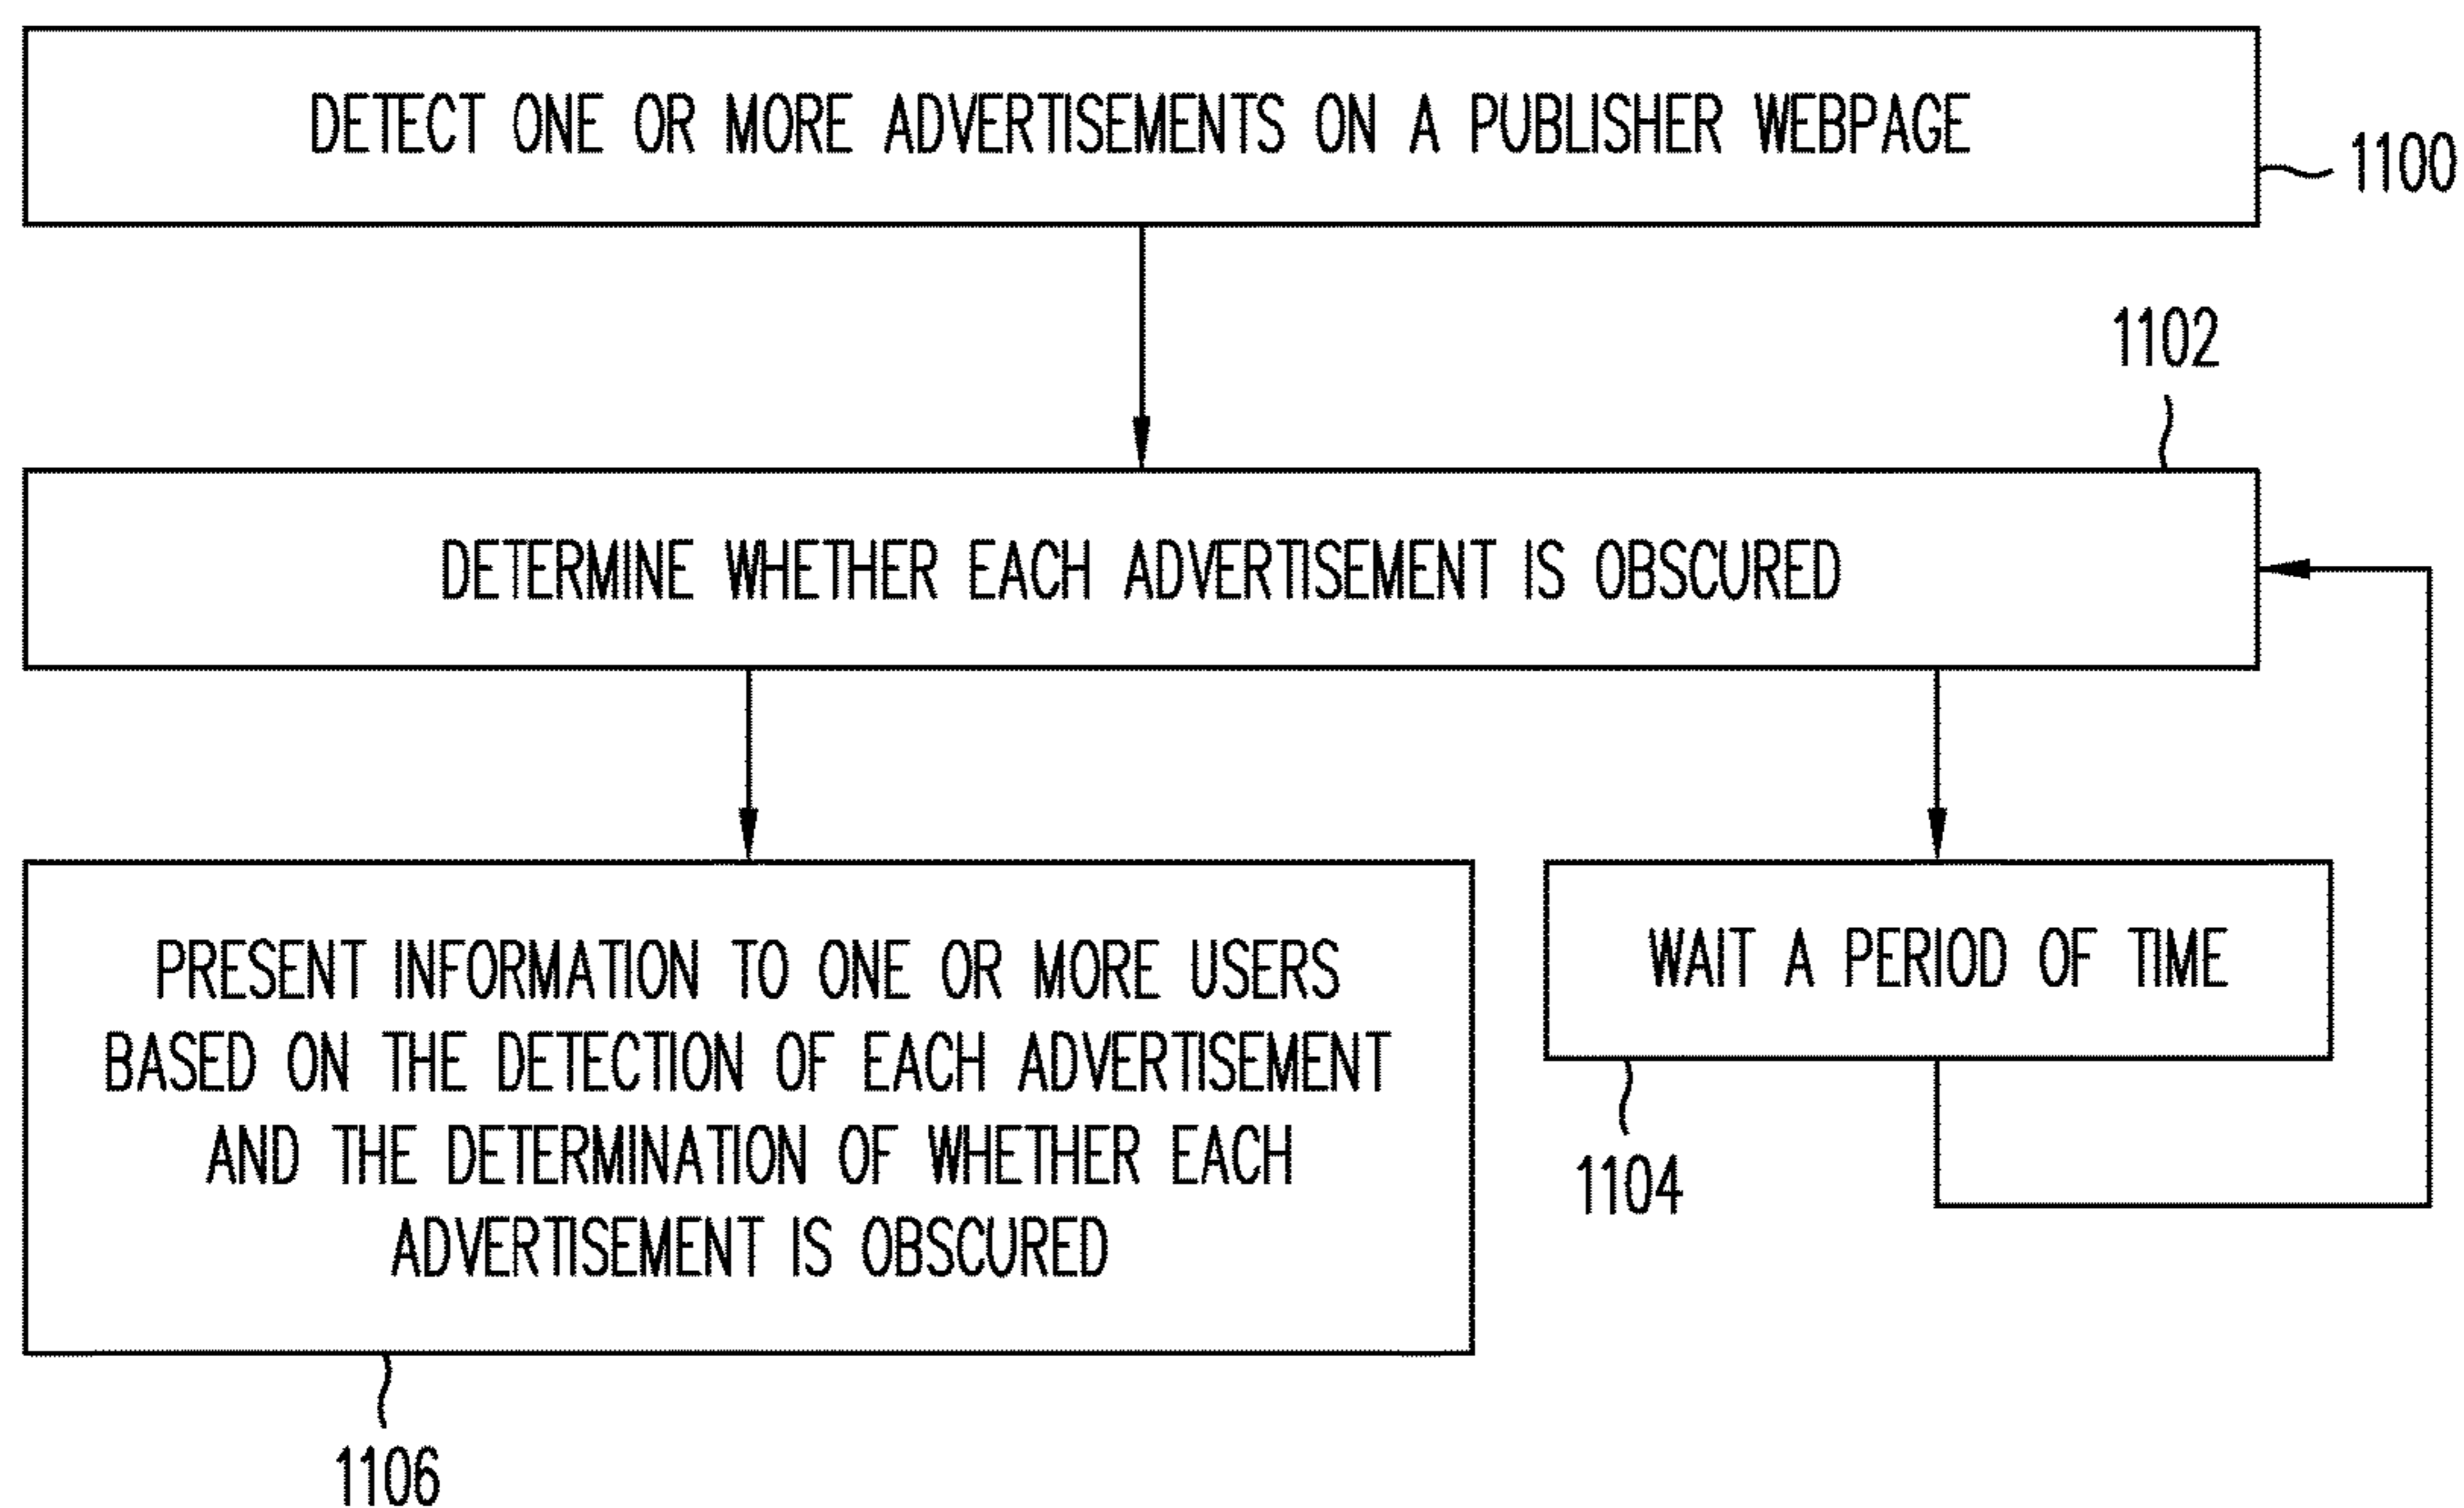 DETECT ONE OR MORE ADVERTISEMENTS ON A PUBLISHER WEBPAGE
1100
1102
DETERMINE WHETHER EACH ADVERTISEMENT IS OBSCURED
PRESENT INFORMATION TO ONE OR MORE USERS
BASED ON THE DETECTION OF EACH ADVERTISEMENT
AND THE DETERMINATION OF WHETHER EACH
ADVERTISEMENT IS OBSCURED
1106
WAIT A PERIOD OF TIME
1104